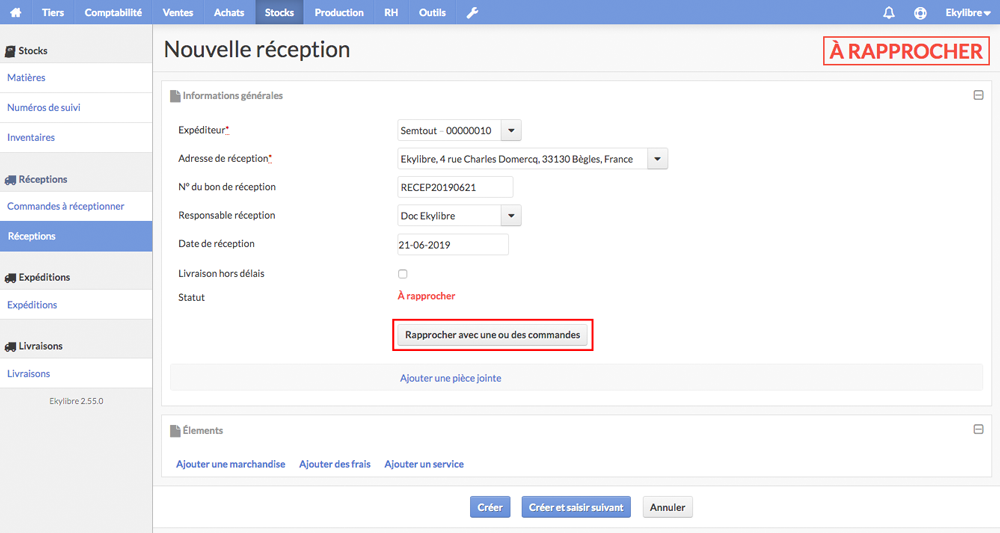 Tiers Comptabilité Ventes Achats Stocks Production RH Outils Ekylibre
Stocks
Matières
Numéros de suivi
Inventaires
Réceptions
Commandes à réceptionner
Réceptions
Expéditions
Expéditions
Livraisons
Livraisons
Ekylibre 2.55.0
Nouvelle réception
À RAPPROCHER
Informations générales
Expéditeur* Semtout - 00000010
Adresse de réception* Ekylibre, 4 rue Charles Domercq, 33130 Bègles, France
N° du bon de réception RECEP20190621
Responsable réception Doc Ekylibre
Date de réception 21-06-2019
Livraison hors délais
Statut À rapprocher
Rapprocher avec une ou des commandes
Ajouter une pièce jointe
Élements
Ajouter une marchandise Ajouter des frais Ajouter un service
Créer Créer et saisir suivant Annuler